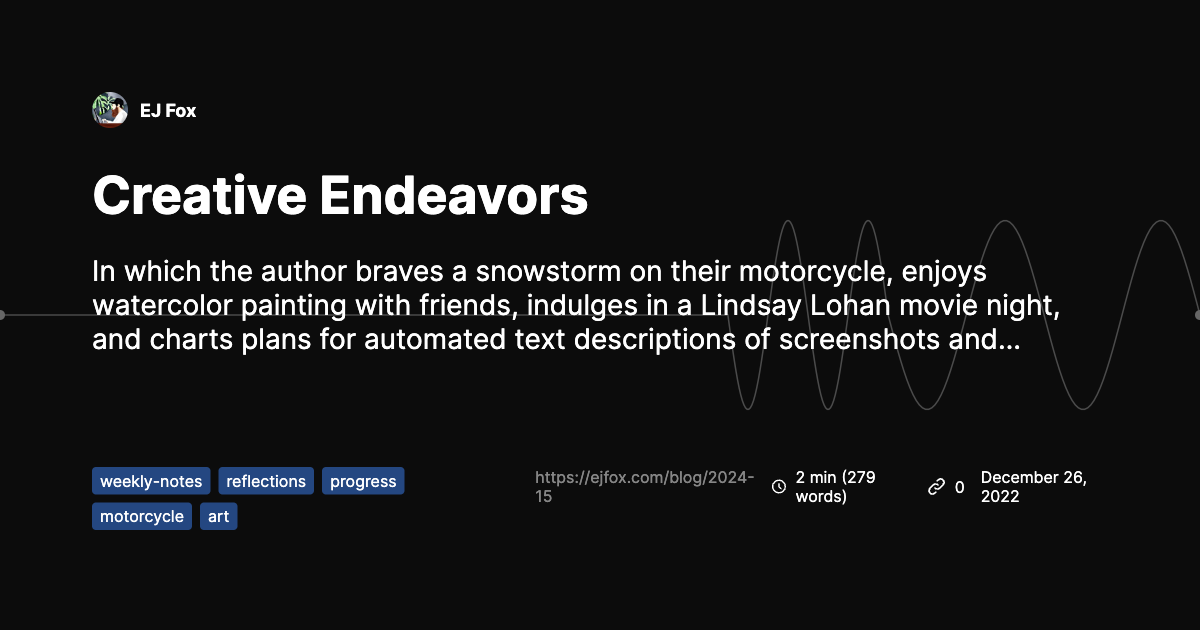 EJ Fox
Creative Endeavors
In which the author braves a snowstorm on their motorcycle, enjoys
watercolor painting with friends, indulges in a Lindsay Lohan movie night,
and charts plans for automated text descriptions of screenshots and...
weekly-notes reflections progress
motorcycle art
https://ejfox.com/blog/2024-
15
2 min (279
words)
0
December 26,
2022